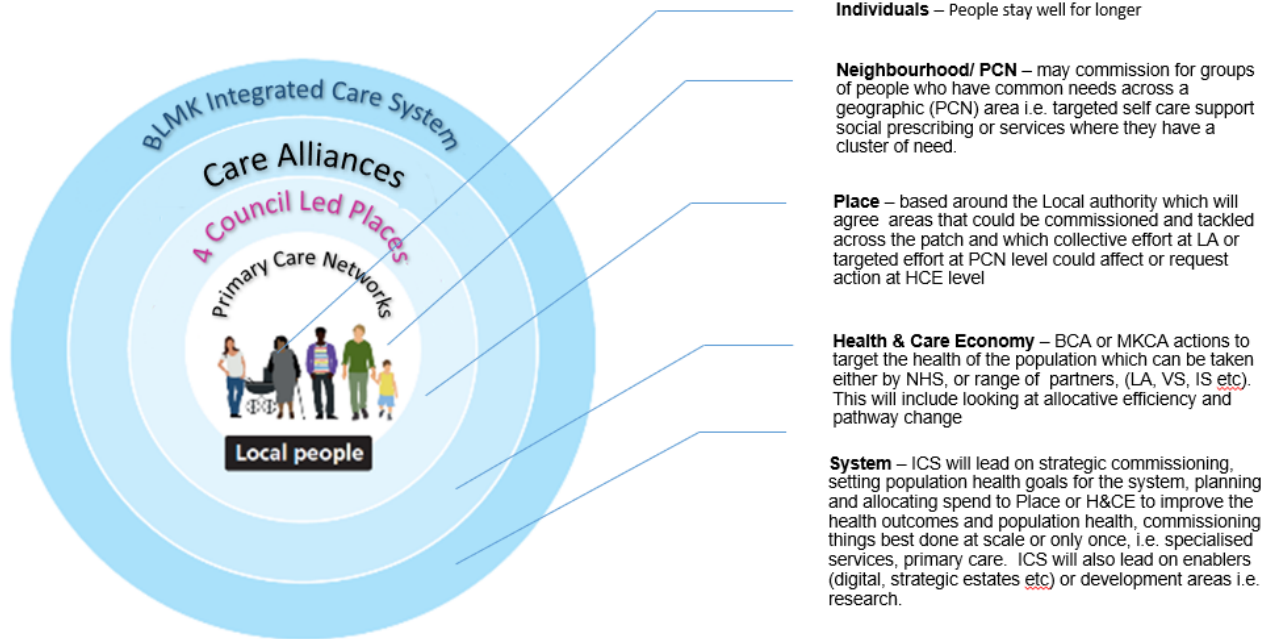 BLMK Integrated Care System
Care Alliances
4 Council Led Places
Primary Care Networks
Local people
Individuals – People stay well for longer
Neighbourhood/ PCN – may commission for groups
of people who have common needs across a
geographic (PCN) area i.e. targeted self care support
social prescribing or services where they have a
cluster of need.
Place – based around the Local authority which will
agree areas that could be commissioned and tackled
across the patch and which collective effort at LA or
targeted effort at PCN level could affect or request
action at HCE level
Health & Care Economy – BCA or MKCA actions to
target the health of the population which can be taken
either by NHS, or range of partners, (LA, VS, IS etc).
This will include looking at allocative efficiency and
pathway change
System – ICS will lead on strategic commissioning,
setting population health goals for the system, planning
and allocating spend to Place or H&CE to improve the
health outcomes and population health, commissioning
things best done at scale or only once, i.e. specialised
services, primary care. ICS will also lead on enablers
(digital, strategic estates etc) or development areas i.e.
research.